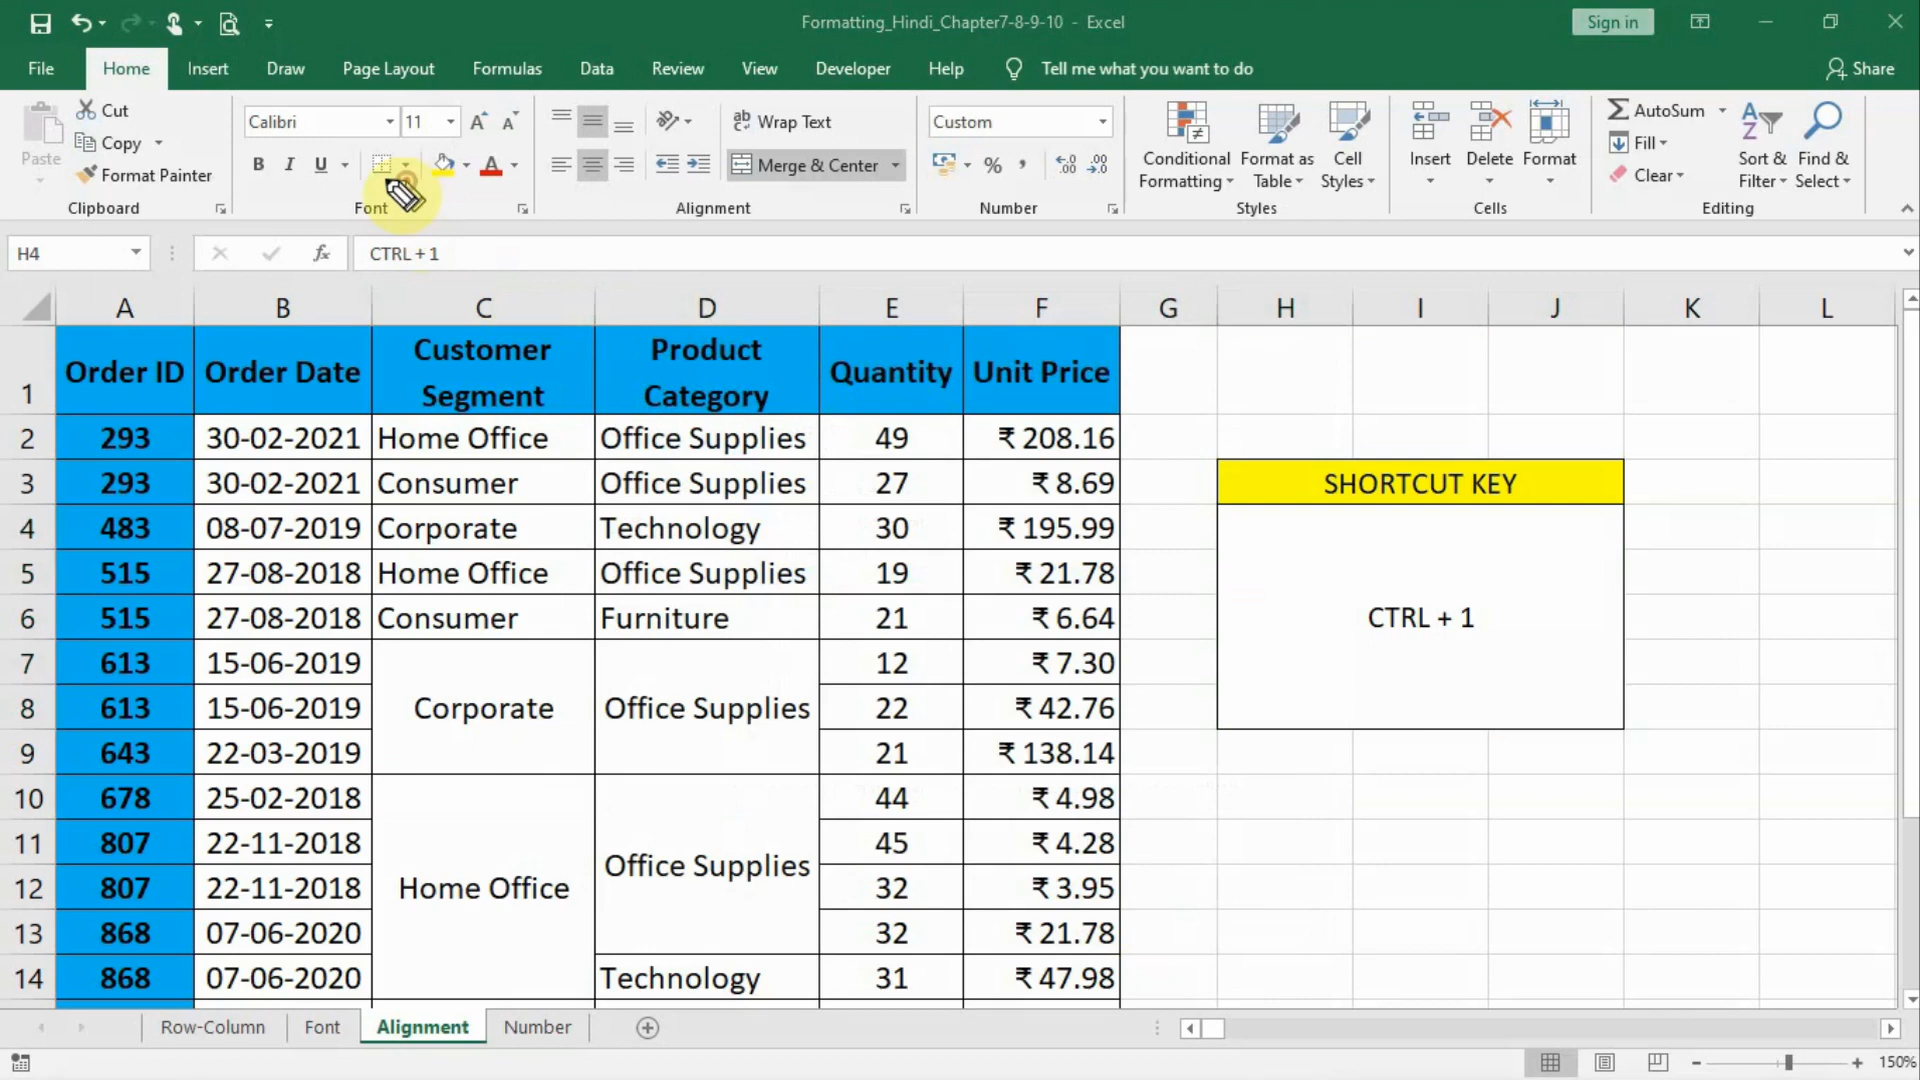 Formatting_Hindi_Chapter7-8-9-10 - Excel
Sign in
File Home Insert Draw Page Layout Formulas Data Review View Developer Help Tell me what you want to do Share
Paste
Cut
Copy
Format Painter
Clipboard
Calibri 11
B I U
Font
Wrap Text
Merge & Center
Alignment
Custom
%
Number
Conditional Formatting
Format as Table
Cell Styles
Styles
Insert
Delete
Format
Cells
AutoSum
Fill
Clear
Sort & Filter
Find & Select
Editing
H4 fx CTRL + 1
A B C D E F G H I J K L
1 Order ID Order Date Customer Segment Product Category Quantity Unit Price
2 293 30-02-2021 Home Office Office Supplies 49 ₹ 208.16
3 293 30-02-2021 Consumer Office Supplies 27 ₹ 8.69 SHORTCUT KEY
4 483 08-07-2019 Corporate Technology 30 ₹ 195.99
5 515 27-08-2018 Home Office Office Supplies 19 ₹ 21.78
6 515 27-08-2018 Consumer Furniture 21 ₹ 6.64 CTRL + 1
7 613 15-06-2019 12 ₹ 7.30
8 613 15-06-2019 Corporate Office Supplies 22 ₹ 42.76
9 643 22-03-2019 21 ₹ 138.14
10 678 25-02-2018 44 ₹ 4.98
11 807 22-11-2018 Office Supplies 45 ₹ 4.28
12 807 22-11-2018 Home Office 32 ₹ 3.95
13 868 07-06-2020 32 ₹ 21.78
14 868 07-06-2020 Technology 31 ₹ 47.98
Row-Column Font Alignment Number
150%